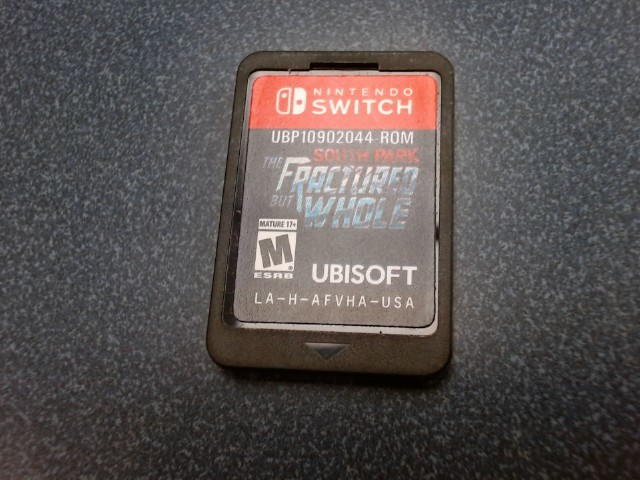 NINTENDO
SWITCH
UBP10902044-ROM
SOUTH PARK
THE FRACTURED
BUT WHOLE
MATURE 17+
M
ESRB
UBISOFT
LA-H-AFVHA-USA